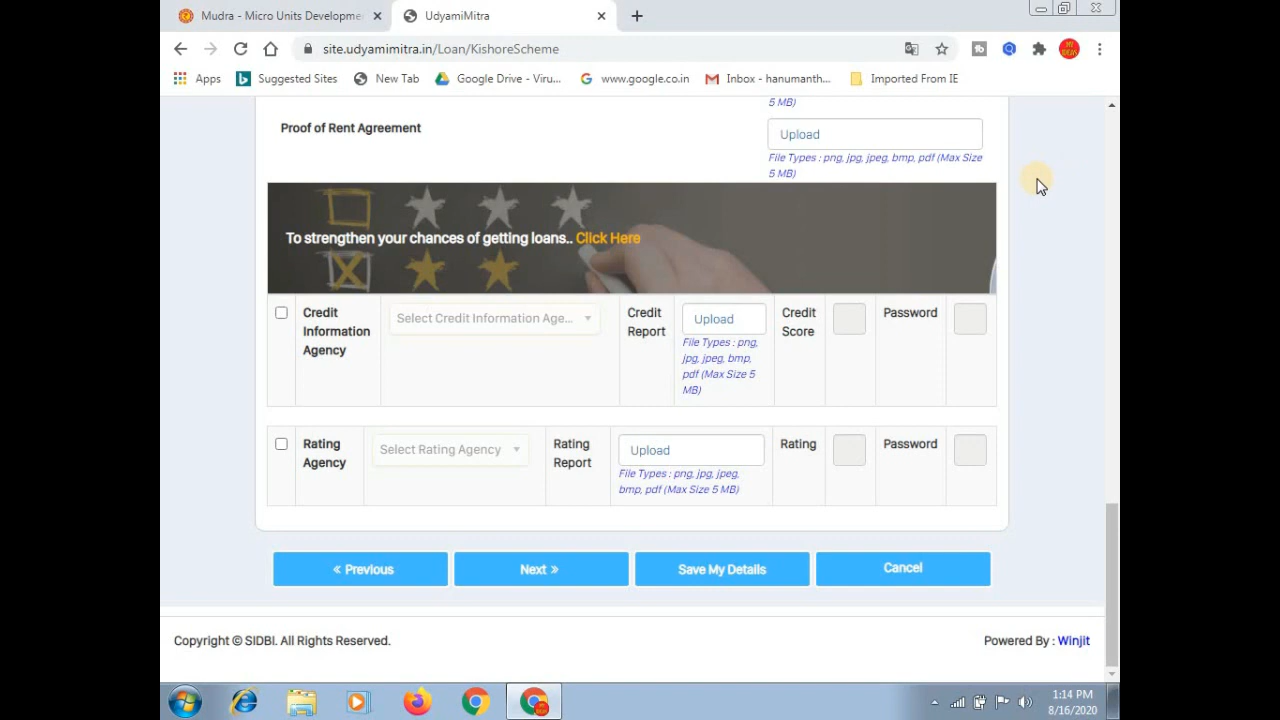 Mudra - Micro Units Developme
UdyamiMitra
site.udyamimitra.in/Loan/KishoreScheme
Apps
Suggested Sites
New Tab
Google Drive - Viru...
www.google.co.in
Inbox - hanumanth...
Imported From IE
5 MB)
Proof of Rent Agreement
Upload
File Types : png, jpg, jpeg, bmp, pdf (Max Size
5 MB)
To strengthen your chances of getting loans.. Click Here
Credit
Information
Agency
Select Credit Information Age...
Credit
Report
Upload
File Types : png,
jpg, jpeg, bmp,
pdf (Max Size 5
MB)
Credit
Score
Password
Rating
Agency
Select Rating Agency
Rating
Report
Upload
File Types : png, jpg, jpeg,
bmp, pdf (Max Size 5 MB)
Rating
Password
« Previous
Next »
Save My Details
Cancel
Copyright © SIDBI. All Rights Reserved.
Powered By : Winjit
1:14 PM
8/16/2020